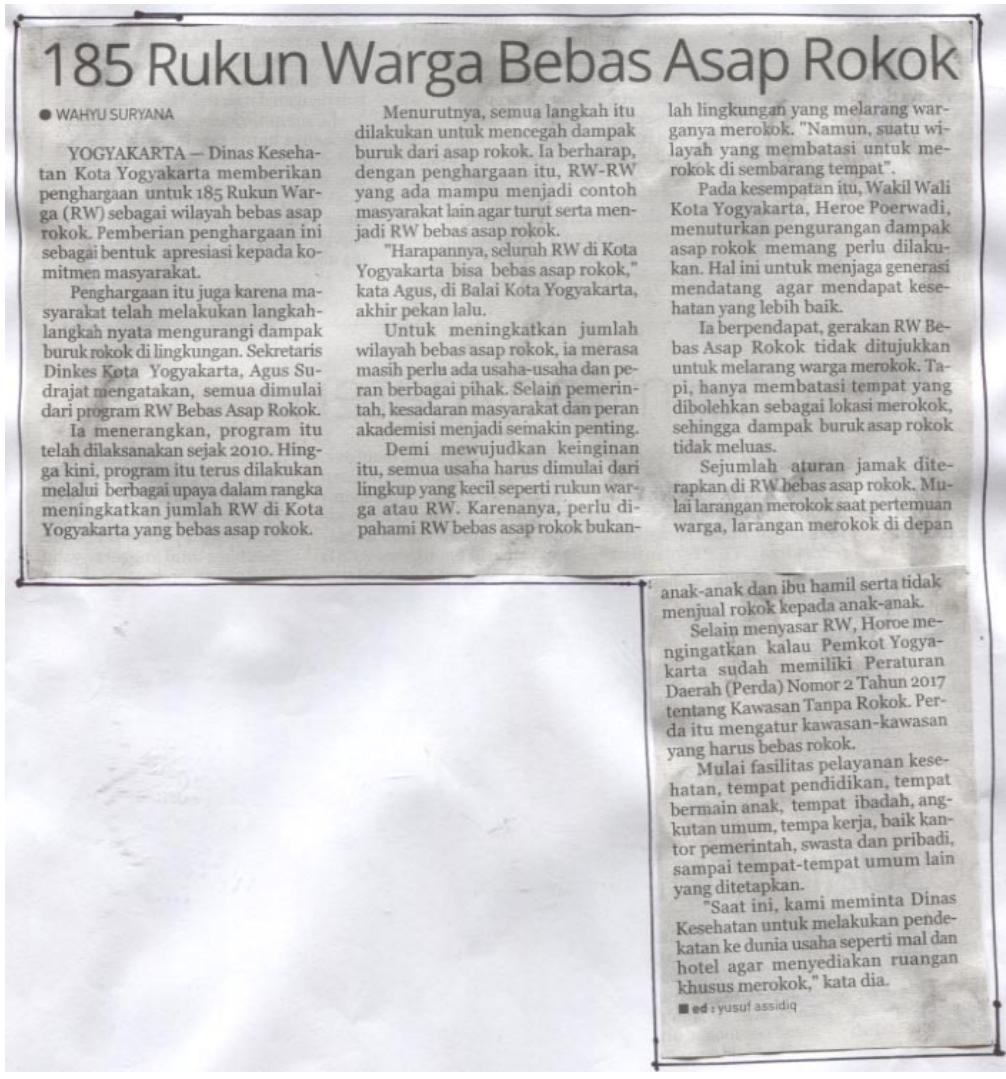 185 Rukun Warga Bebas Asap Rokok
● WAHYU SURYANA
YOGYAKARTA — Dinas Keseha-
tan Kota Yogyakarta memberikan
penghargaan untuk 185 Rukun War-
ga (RW) sebagai wilayah bebas asap
rokok. Pemberian penghargaan ini
sebagai bentuk apresiasi kepada ko-
mitmen masyarakat.
Penghargaan itu juga karena ma-
syarakat telah melakukan langkah-
langkah nyata mengurangi dampak
buruk rokok di lingkungan. Sekretaris
Dinkes Kota Yogyakarta, Agus Su-
drajat mengatakan, semua dimulai
dari program RW Bebas Asap Rokok.
Ia menerangkan, program itu
telah dilaksanakan sejak 2010. Hing-
ga kini, program itu terus dilakukan
melalui berbagai upaya dalam rangka
meningkatkan jumlah RW di Kota
Yogyakarta yang bebas asap rokok.
Menurutnya, semua langkah itu
dilakukan untuk mencegah dampak
buruk dari asap rokok. Ia berharap,
dengan penghargaan itu, RW-RW
yang ada mampu menjadi contoh
masyarakat lain agar turut serta men-
jadi RW bebas asap rokok.
"Harapannya, seluruh RW di Kota
Yogyakarta bisa bebas asap rokok,"
kata Agus, di Balai Kota Yogyakarta,
akhir pekan lalu.
Untuk meningkatkan jumlah
wilayah bebas asap rokok, ia merasa
masih perlu ada usaha-usaha dan pe-
ran berbagai pihak. Selain pemerin-
tah, kesadaran masyarakat dan peran
akademisi menjadi semakin penting.
Demi mewujudkan keinginan
itu, semua usaha harus dimulai dari
lingkup yang kecil seperti rukun war-
ga atau RW. Karenanya, perlu di-
pahami RW bebas asap rokok bukan-
lah lingkungan yang melarang war-
ganya merokok. "Namun, suatu wi-
layah yang membatasi untuk me-
rokok di sembarang tempat".
Pada kesempatan itu, Wakil Wali
Kota Yogyakarta, Heroe Poerwadi,
menuturkan pengurangan dampak
asap rokok memang perlu dilaku-
kan. Hal ini untuk menjaga generasi
mendatang agar mendapat kese-
hatan yang lebih baik.
Ia berpendapat, gerakan RW Be-
bas Asap Rokok tidak ditujukkan
untuk melarang warga merokok. Ta-
pi, hanya membatasi tempat yang
dibolehkan sebagai lokasi merokok,
sehingga dampak buruk asap rokok
tidak meluas.
Sejumlah aturan jamak dite-
rapkan di RW bebas asap rokok. Mu-
lai larangan merokok saat pertemuan
warga, larangan merokok di depan
anak-anak dan ibu hamil serta tidak
menjual rokok kepada anak-anak.
Selain menyasar RW, Horoe me-
ngingatkan kalau Pemkot Yogya-
karta sudah memiliki Peraturan
Daerah (Perda) Nomor 2 Tahun 2017
tentang Kawasan Tanpa Rokok. Per-
da itu mengatur kawasan-kawasan
yang harus bebas rokok.
Mulai fasilitas pelayanan kese-
hatan, tempat pendidikan, tempat
bermain anak, tempat ibadah, ang-
kutan umum, tempa kerja, baik kan-
tor pemerintah, swasta dan pribadi,
sampai tempat-tempat umum lain
yang ditetapkan.
"Saat ini, kami meminta Dinas
Kesehatan untuk melakukan pende-
katan ke dunia usaha seperti mal dan
hotel agar menyediakan ruangan
khusus merokok," kata dia.
■ ed : yusuf assidiq